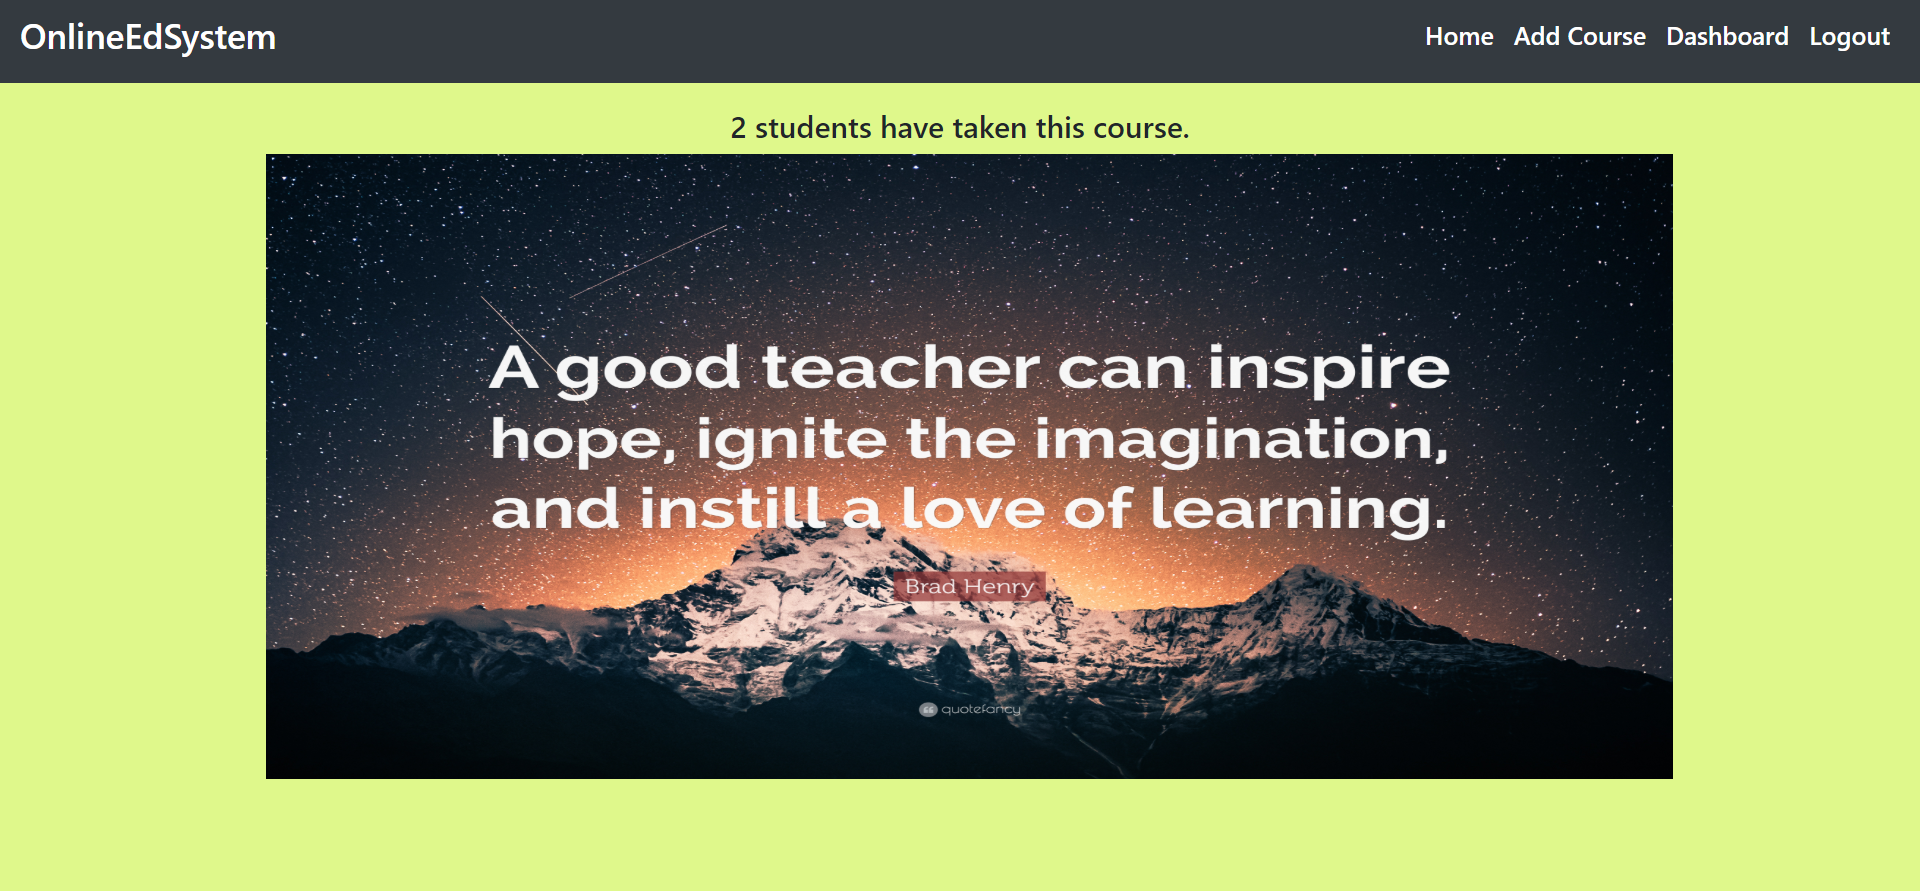 OnlineEdSystem
Home Add Course Dashboard Logout
2 students have taken this course.
A good teacher can inspire
hope, ignite the imagination,
and instill a love of learning.
Brad Henry
quotefancy